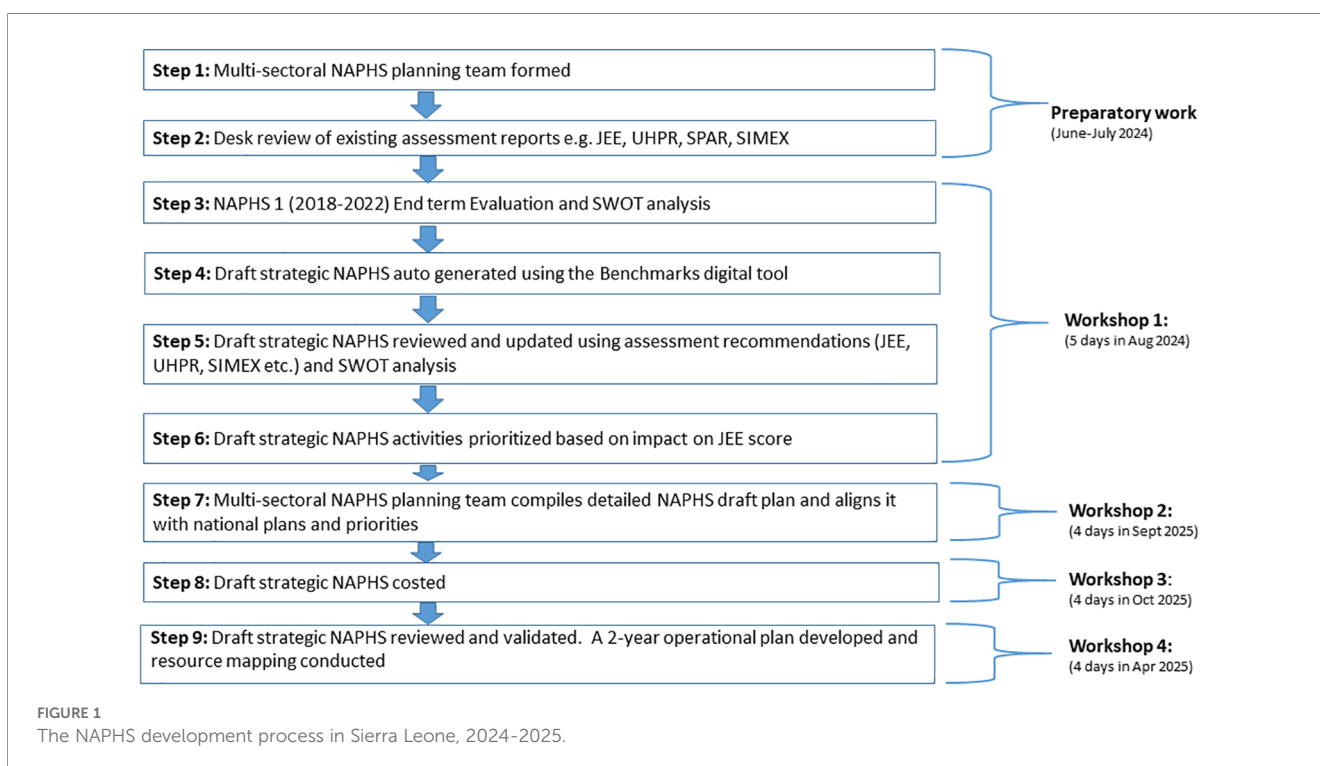 Step 1: Multi-sectoral NAPHS planning team formed
Step 2: Desk review of existing assessment reports e.g. JEE, UHPR, SPAR, SIMEX
Preparatory work
(June-July 2024)
Step 3: NAPHS 1 (2018-2022) End term Evaluation and SWOT analysis
Step 4: Draft strategic NAPHS auto generated using the Benchmarks digital tool
Step 5: Draft strategic NAPHS reviewed and updated using assessment recommendations (JEE,
UHPR, SIMEX etc.) and SWOT analysis
Step 6: Draft strategic NAPHS activities prioritized based on impact on JEE score
Workshop 1:
(5 days in Aug 2024)
Step 7: Multi-sectoral NAPHS planning team compiles detailed NAPHS draft plan and aligns it
with national plans and priorities
Workshop 2:
(4 days in Sept 2025)
Step 8: Draft strategic NAPHS costed
Workshop 3:
(4 days in Oct 2025)
Step 9: Draft strategic NAPHS reviewed and validated. A 2-year operational plan developed and
resource mapping conducted
Workshop 4:
(4 days in Apr 2025)
FIGURE 1
The NAPHS development process in Sierra Leone, 2024-2025.